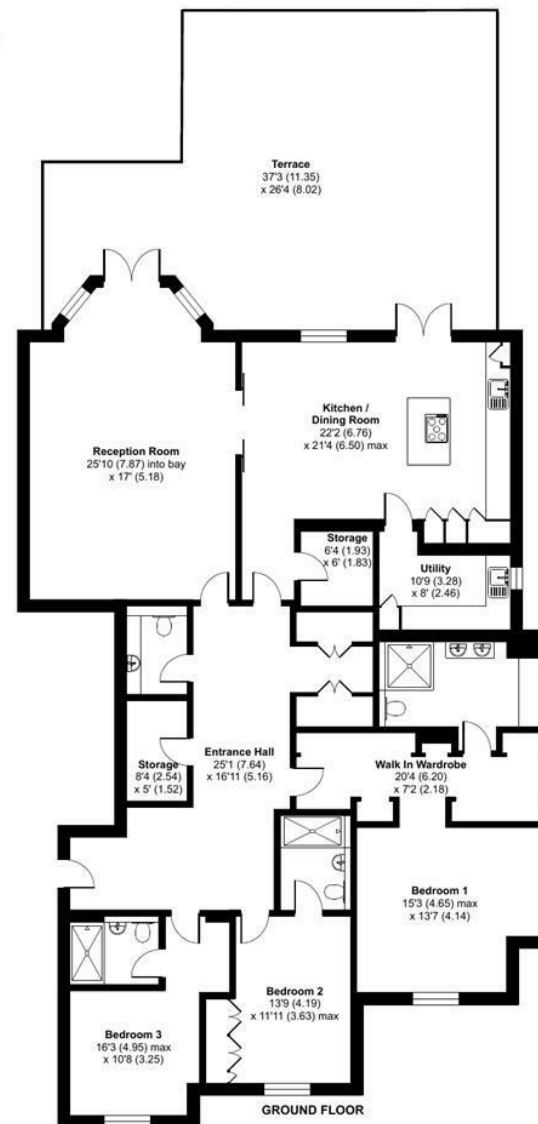 Terrace
37'3 (11.35)
x 26'4 (8.02)
Kitchen /
Dining Room
22'2 (6.76)
x 21'4 (6.50) max
Reception Room
25'10 (7.87) into bay
x 17' (5.18)
Storage
6'4 (1.93)
x 6' (1.83)
Utility
10'9 (3.28)
x 8' (2.46)
Storage
8'4 (2.54)
x 5' (1.52)
Entrance Hall
25'1 (7.64)
x 16'11 (5.16)
Walk In Wardrobe
20'4 (6.20)
x 7'2 (2.18)
Bedroom 1
15'3 (4.65) max
x 13'7 (4.14)
Bedroom 2
13'9 (4.19)
x 11'11 (3.63) max
Bedroom 3
16'3 (4.95) max
x 10'8 (3.25)
GROUND FLOOR